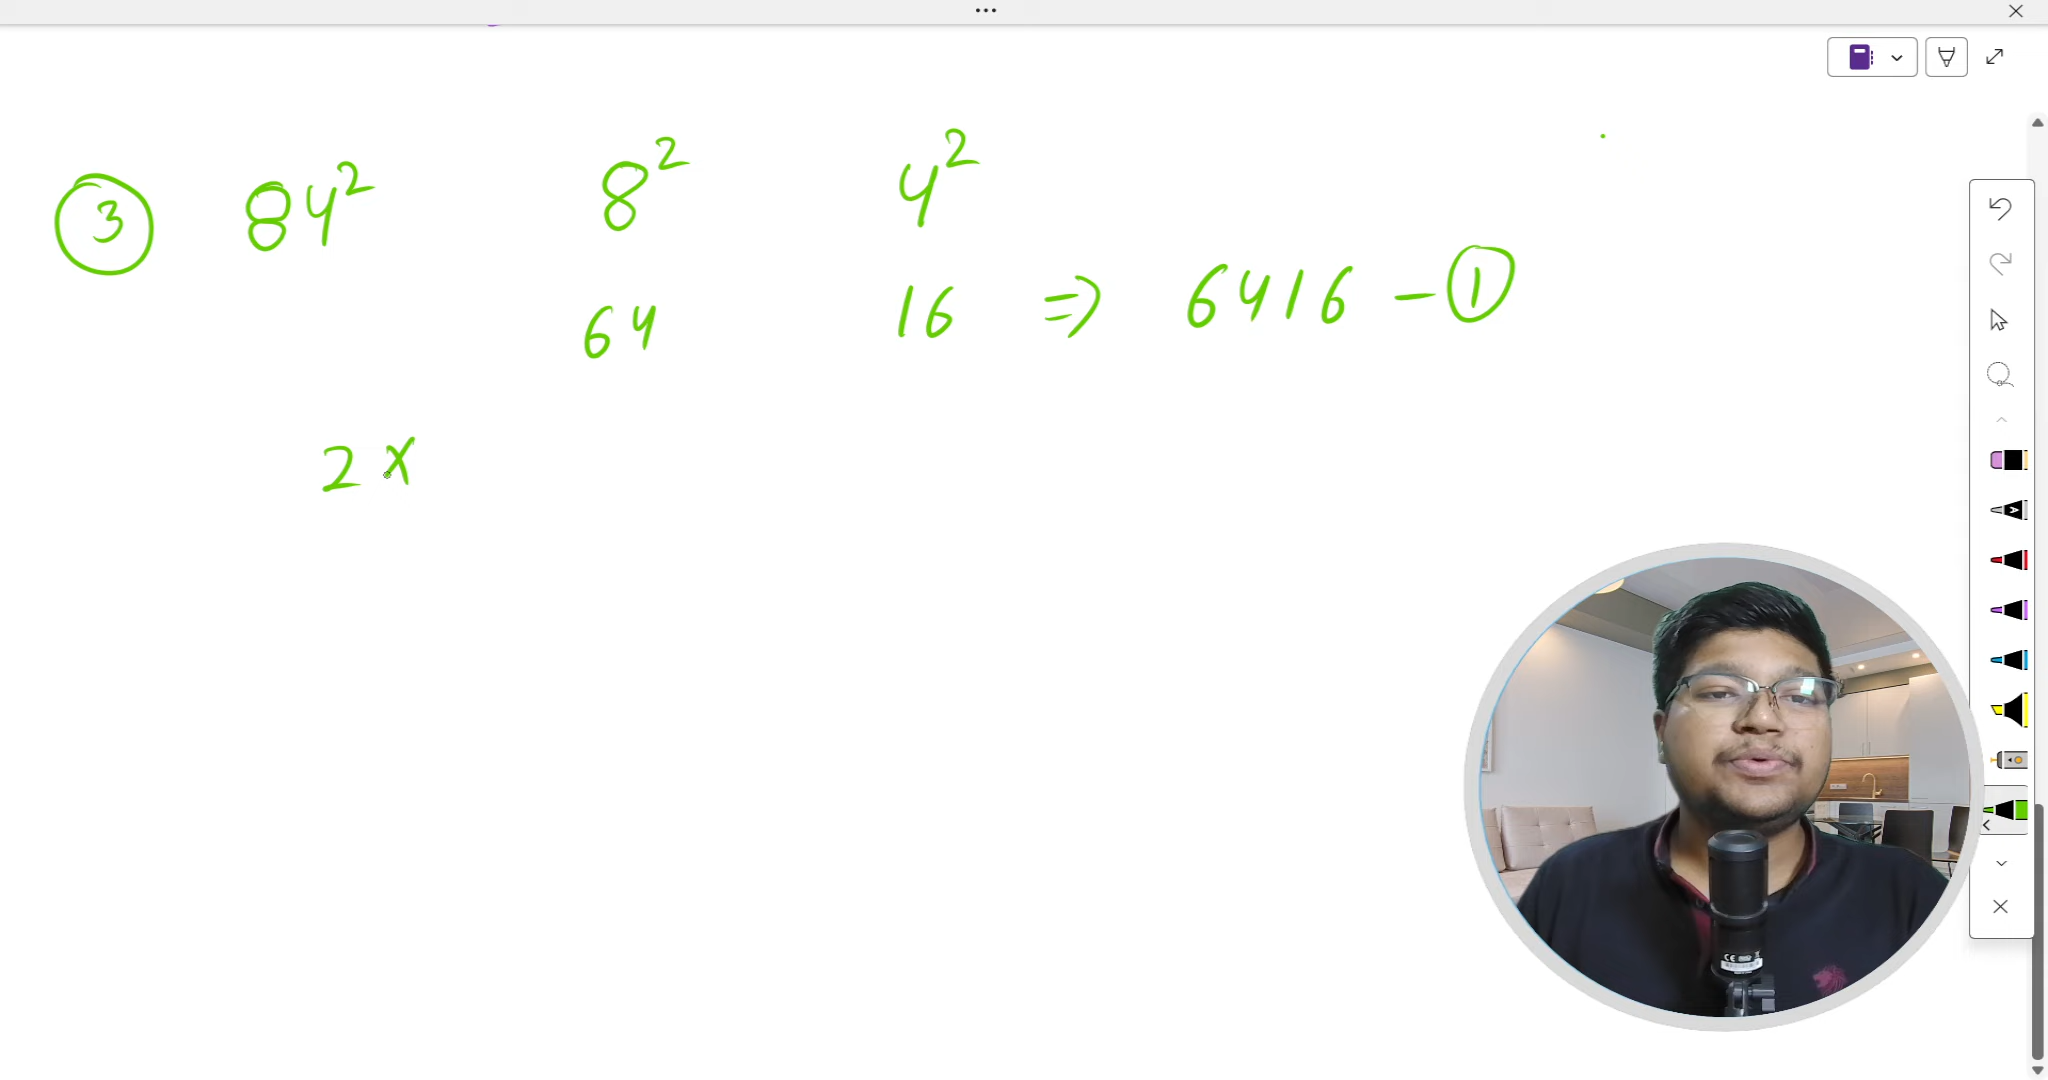 ③ 84² 8² 4²
64 16 ⇒ 6416 - ①
2 x